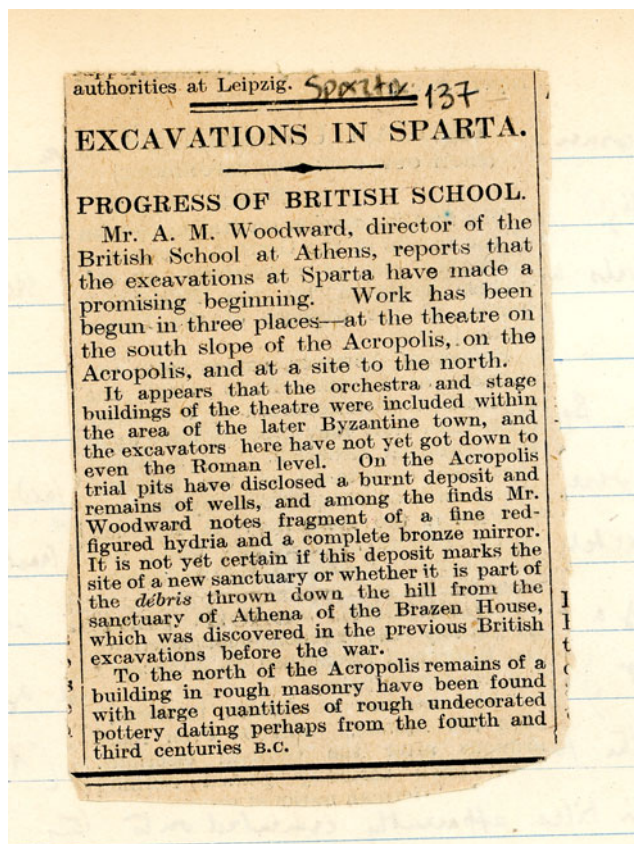 authorities at Leipzig. Sparta 137
EXCAVATIONS IN SPARTA.
PROGRESS OF BRITISH SCHOOL.
Mr. A. M. Woodward, director of the
British School at Athens, reports that
the excavations at Sparta have made a
promising beginning. Work has been
begun in three places—at the theatre on
the south slope of the Acropolis, on the
Acropolis, and at a site to the north.
It appears that the orchestra and stage
buildings of the theatre were included within
the area of the later Byzantine town, and
the excavators here have not yet got down to
even the Roman level. On the Acropolis
trial pits have disclosed a burnt deposit and
remains of wells, and among the finds Mr.
Woodward notes fragment of a fine red-
figured hydria and a complete bronze mirror.
It is not yet certain if this deposit marks the
site of a new sanctuary or whether it is part of
the débris thrown down the hill from the
sanctuary of Athena of the Brazen House,
which was discovered in the previous British
excavations before the war.
To the north of the Acropolis remains of a
building in rough masonry have been found
with large quantities of rough undecorated
pottery dating perhaps from the fourth and
third centuries B.C.